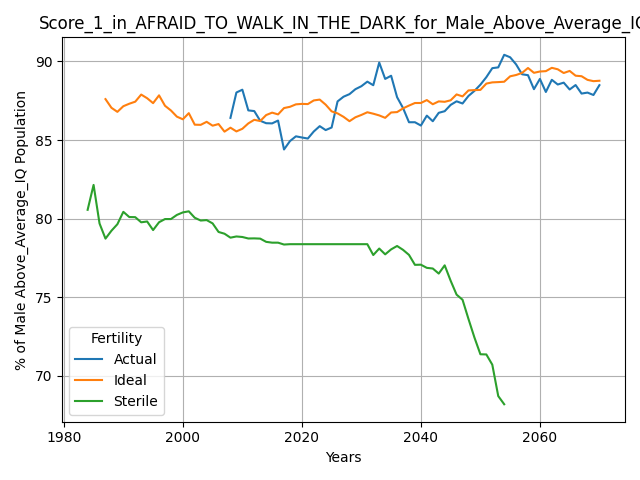 Score_1_in_AFRAID_TO_WALK_IN_THE_DARK_for_Male_Above_Average_IQ
% of Male Above_Average_IQ Population
90
85
80
75
70
Fertility
Actual
Ideal
Sterile
1980
2000
2020
2040
2060
Years